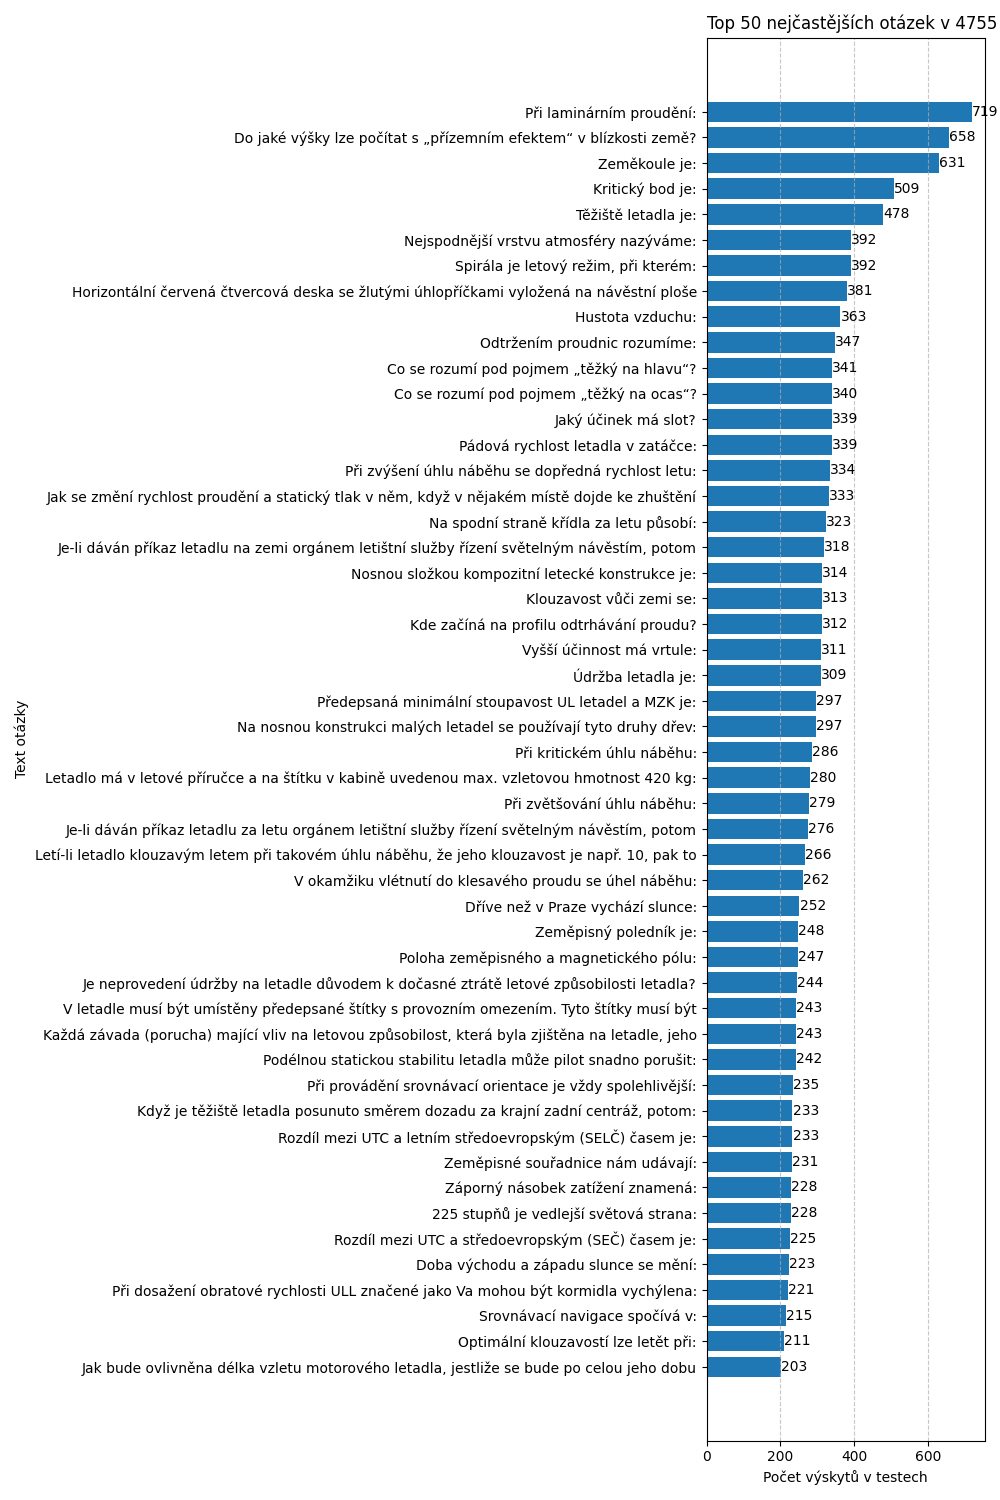 Top 50 nejčastějších otázek v 4755
Při laminárním proudění: 719
Do jaké výšky lze počítat s „přízemním efektem“ v blízkosti země? 658
Zeměkoule je: 631
Kritický bod je: 509
Těžiště letadla je: 478
Nejspodnější vrstvu atmosféry nazýváme: 392
Spirála je letový režim, při kterém: 392
Horizontální červená čtvercová deska se žlutými úhlopříčkami vyložená na návěstní ploše 381
Hustota vzduchu: 363
Odtržením proudnic rozumíme: 347
Co se rozumí pod pojmem „těžký na hlavu“? 341
Co se rozumí pod pojmem „těžký na ocas“? 340
Jaký účinek má slot? 339
Pádová rychlost letadla v zatáčce: 339
Při zvýšení úhlu náběhu se dopředná rychlost letu: 334
Jak se změní rychlost proudění a statický tlak v něm, když v nějakém místě dojde ke zhuštění 333
Na spodní straně křídla za letu působí: 323
Je-li dáván příkaz letadlu na zemi orgánem letištní služby řízení světelným návěstím, potom 318
Nosnou složkou kompozitní letecké konstrukce je: 314
Klouzavost vůči zemi se: 313
Kde začíná na profilu odtrhávání proudu? 312
Vyšší účinnost má vrtule: 311
Údržba letadla je: 309
Předepsaná minimální stoupavost UL letadel a MZK je: 297
Na nosnou konstrukci malých letadel se používají tyto druhy dřev: 297
Při kritickém úhlu náběhu: 286
Letadlo má v letové příručce a na štítku v kabině uvedenou max. vzletovou hmotnost 420 kg: 280
Při zvětšování úhlu náběhu: 279
Je-li dáván příkaz letadlu za letu orgánem letištní služby řízení světelným návěstím, potom 276
Letí-li letadlo klouzavým letem při takovém úhlu náběhu, že jeho klouzavost je např. 10, pak to 266
V okamžiku vlétnutí do klesavého proudu se úhel náběhu: 262
Dříve než v Praze vychází slunce: 252
Zeměpisný poledník je: 248
Poloha zeměpisného a magnetického pólu: 247
Je neprovedení údržby na letadle důvodem k dočasné ztrátě letové způsobilosti letadla? 244
V letadle musí být umístěny předepsané štítky s provozním omezením. Tyto štítky musí být 243
Každá závada (porucha) mající vliv na letovou způsobilost, která byla zjištěna na letadle, jeho 243
Podélnou statickou stabilitu letadla může pilot snadno porušit: 242
Při provádění srovnávací orientace je vždy spolehlivější: 235
Když je těžiště letadla posunuto směrem dozadu za krajní zadní centráž, potom: 233
Rozdíl mezi UTC a letním středoevropským (SELČ) časem je: 233
Zeměpisné souřadnice nám udávají: 231
Záporný násobek zatížení znamená: 228
225 stupňů je vedlejší světová strana: 228
Rozdíl mezi UTC a středoevropským (SEČ) časem je: 225
Doba východu a západu slunce se mění: 223
Při dosažení obratové rychlosti ULL značené jako Va mohou být kormidla vychýlena: 221
Srovnávací navigace spočívá v: 215
Optimální klouzavostí lze letět při: 211
Jak bude ovlivněna délka vzletu motorového letadla, jestliže se bude po celou jeho dobu 203
Text otázky
0 200 400 600
Počet výskytů v testech